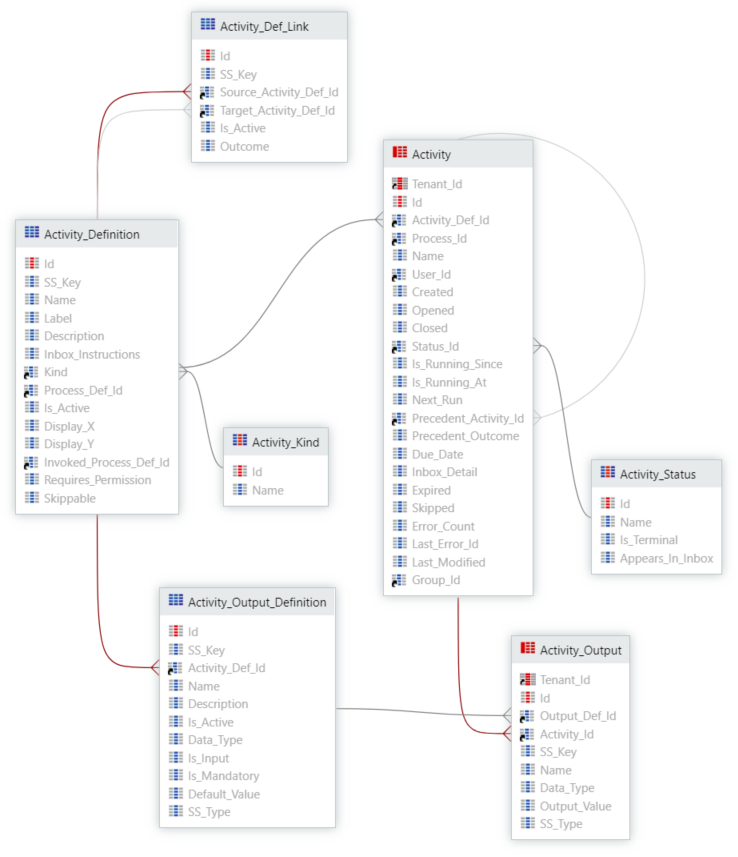 Activity_Def_Link
Id
SS_Key
Source_Activity_Def_Id
Target_Activity_Def_Id
Is_Active
Outcome
Activity
Tenant_Id
Id
Activity_Def_Id
Process_Id
Name
User_Id
Created
Opened
Closed
Status_Id
Is_Running_Since
Is_Running_At
Next_Run
Precedent_Activity_Id
Precedent_Outcome
Due_Date
Inbox_Detail
Expired
Skipped
Error_Count
Last_Error_Id
Last_Modified
Group_Id
Activity_Definition
Id
SS_Key
Name
Label
Description
Inbox_Instructions
Kind
Process_Def_Id
Is_Active
Display_X
Display_Y
Invoked_Process_Def_Id
Requires_Permission
Skippable
Activity_Kind
Id
Name
Activity_Status
Id
Name
Is_Terminal
Appears_In_Inbox
Activity_Output_Definition
Id
SS_Key
Activity_Def_Id
Name
Description
Is_Active
Data_Type
Is_Input
Is_Mandatory
Default_Value
SS_Type
Activity_Output
Tenant_Id
Id
Output_Def_Id
Activity_Id
SS_Key
Name
Data_Type
Output_Value
SS_Type